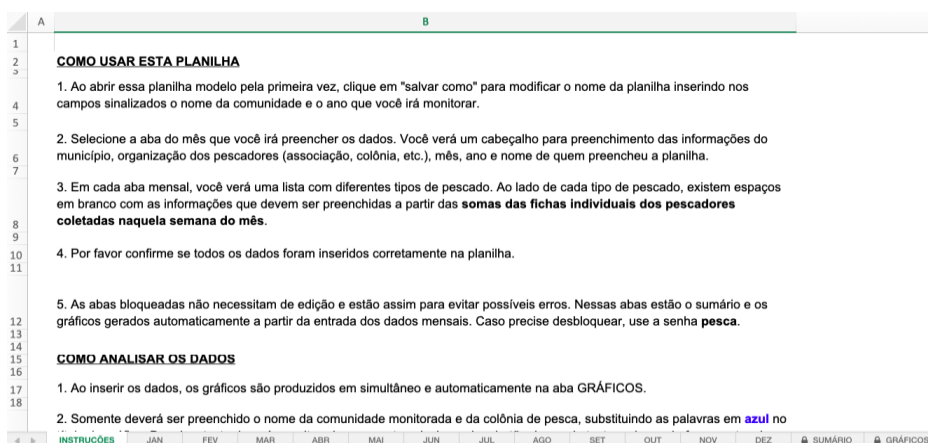 A B
1
2 COMO USAR ESTA PLANILHA
3
1. Ao abrir essa planilha modelo pela primeira vez, clique em "salvar como" para modificar o nome da planilha inserindo nos
4 campos sinalizados o nome da comunidade e o ano que você irá monitorar.
5
2. Selecione a aba do mês que você irá preencher os dados. Você verá um cabeçalho para preenchimento das informações do
6 município, organização dos pescadores (associação, colônia, etc.), mês, ano e nome de quem preencheu a planilha.
7
3. Em cada aba mensal, você verá uma lista com diferentes tipos de pescado. Ao lado de cada tipo de pescado, existem espaços
em branco com as informações que devem ser preenchidas a partir das somas das fichas individuais dos pescadores
8 coletadas naquela semana do mês.
9
10 4. Por favor confirme se todos os dados foram inseridos corretamente na planilha.
11
5. As abas bloqueadas não necessitam de edição e estão assim para evitar possíveis erros. Nessas abas estão o sumário e os
12 gráficos gerados automaticamente a partir da entrada dos dados mensais. Caso precise desbloquear, use a senha pesca.
13
14
15 COMO ANALISAR OS DADOS
16
17 1. Ao inserir os dados, os gráficos são produzidos em simultâneo e automaticamente na aba GRÁFICOS.
18
2. Somente deverá ser preenchido o nome da comunidade monitorada e da colônia de pesca, substituindo as palavras em azul no
INSTRUÇÕES JAN FEV MAR ABR MAI JUN JUL AGO SET OUT NOV DEZ SUMÁRIO GRÁFICOS